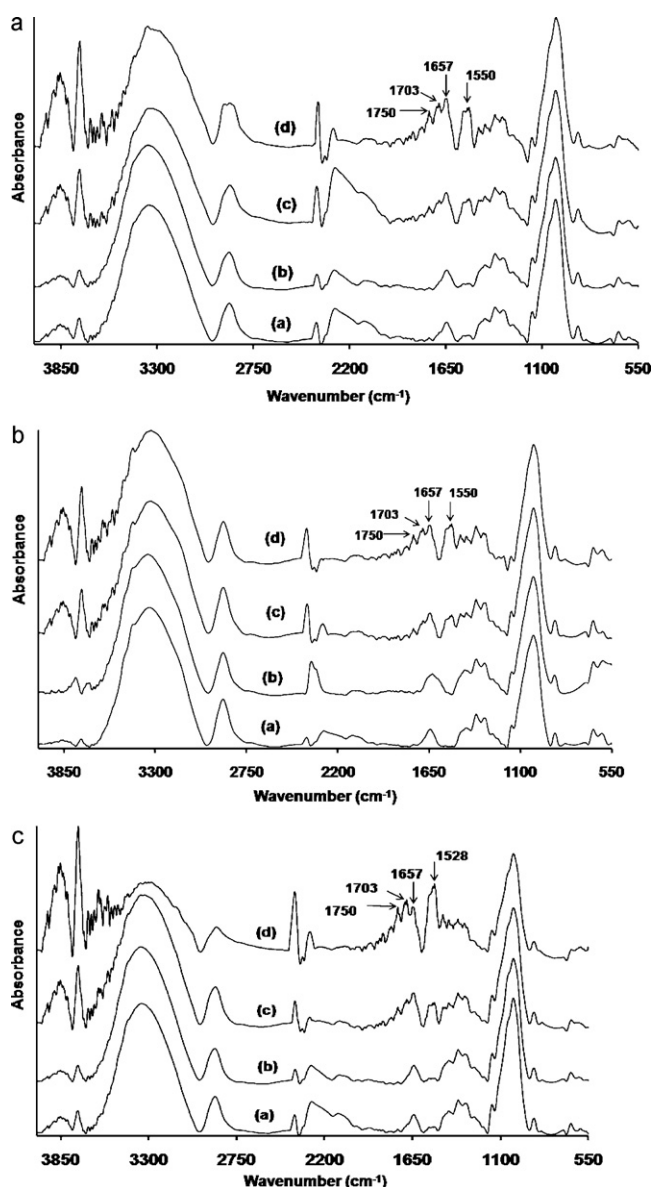 a
1657
1703
1550
1750
(d)
(c)
(b)
(a)
Absorbance
3850 3300 2750 2200 1650 1100 550
Wavenumber (cm-1)
b
1657
1703 1550
1750
(d)
(c)
(b)
(a)
Absorbance
3850 3300 2750 2200 1650 1100 550
Wavenumber (cm-1)
c
1528
1657
1703
1750
(d)
(c)
(b)
(a)
Absorbance
3850 3300 2750 2200 1650 1100 550
Wavenumber (cm-1)